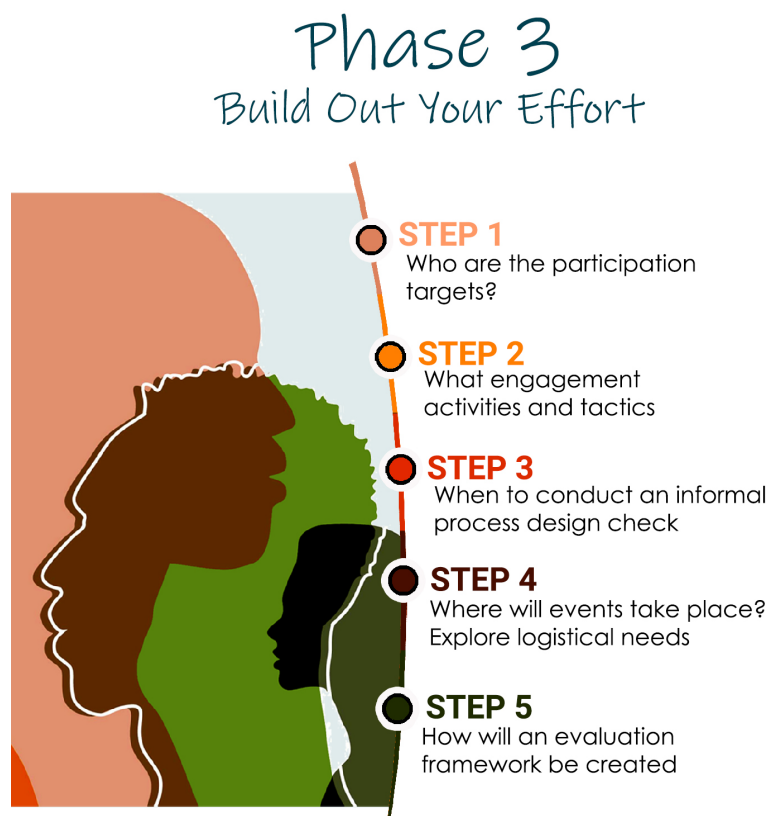 Phase 3
Build Out Your Effort
STEP 1
Who are the participation
targets?
STEP 2
What engagement
activities and tactics
STEP 3
When to conduct an informal
process design check
STEP 4
Where will events take place?
Explore logistical needs
STEP 5
How will an evaluation
framework be created